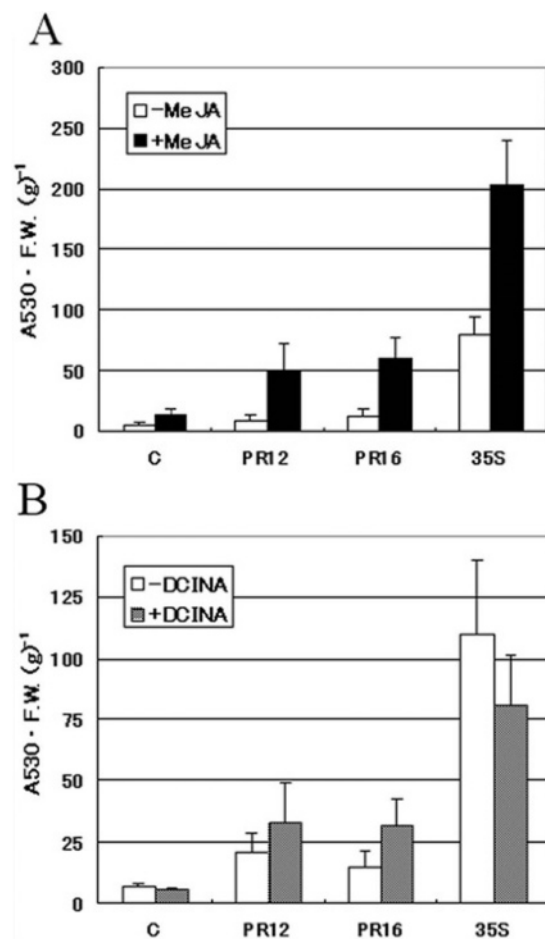 A
300
250
200
150
100
50
0
A530 - F.W. (g)⁻¹
−MeJA
+MeJA
C PR12 PR16 35S
B
150
125
100
75
50
25
0
A530 - F.W. (g)⁻¹
−DCINA
+DCINA
C PR12 PR16 35S